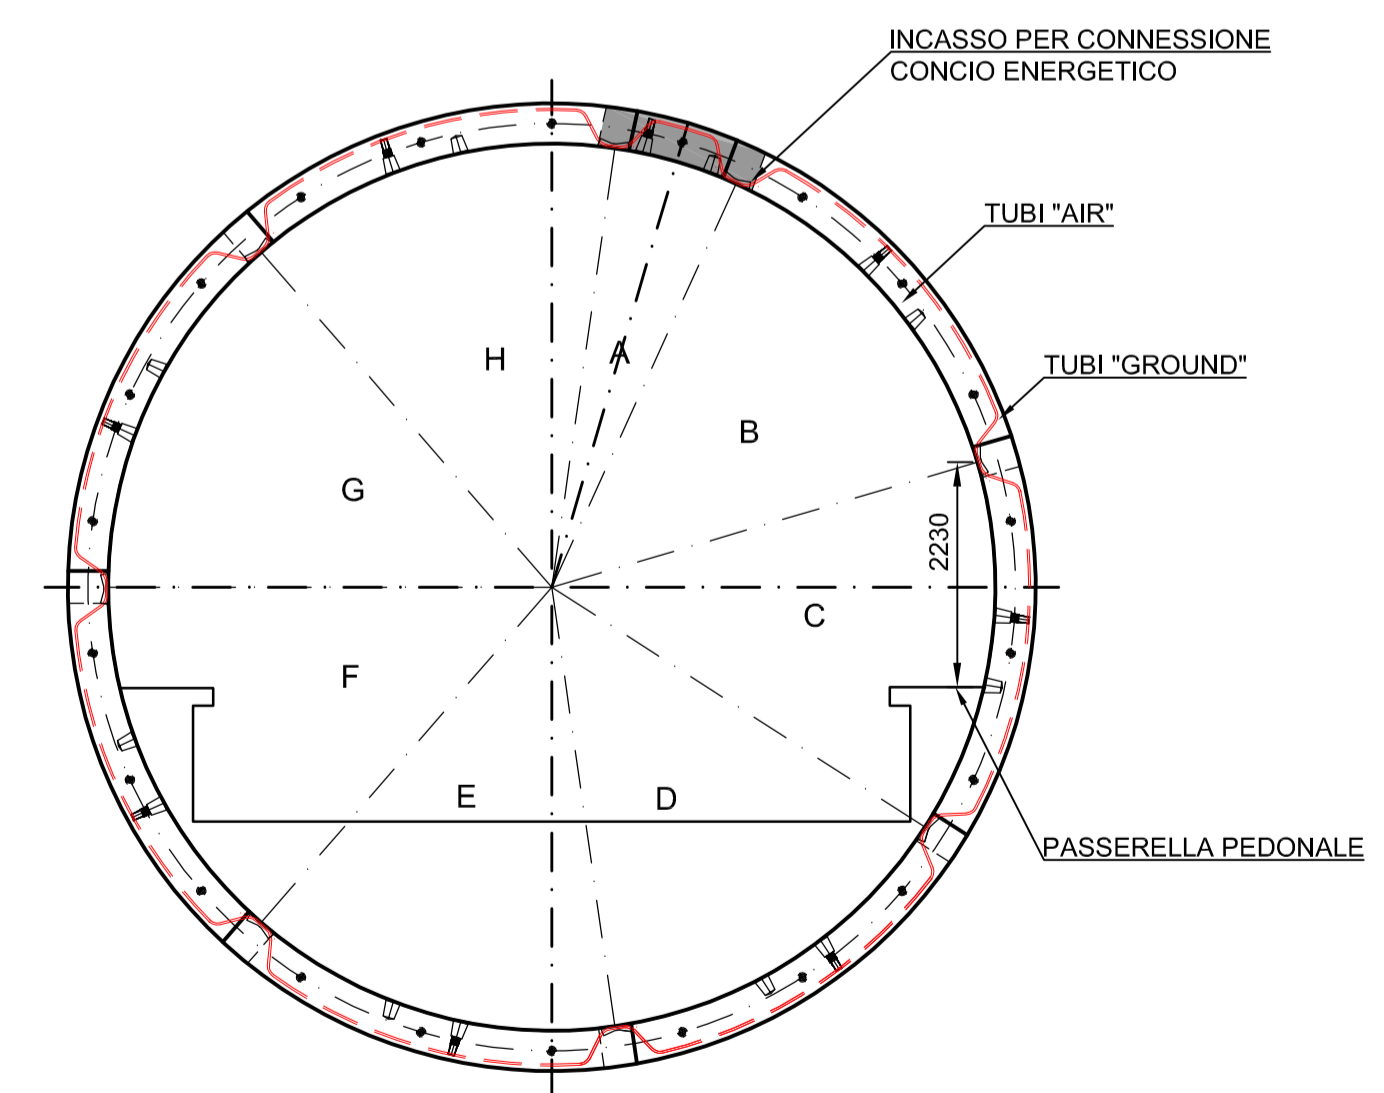 INCASSO PER CONNESSIONE
CONCIO ENERGETICO
TUBI "AIR"
H
A
TUBI "GROUND"
B
G
2230
C
F
E
D
PASSERELLA PEDONALE